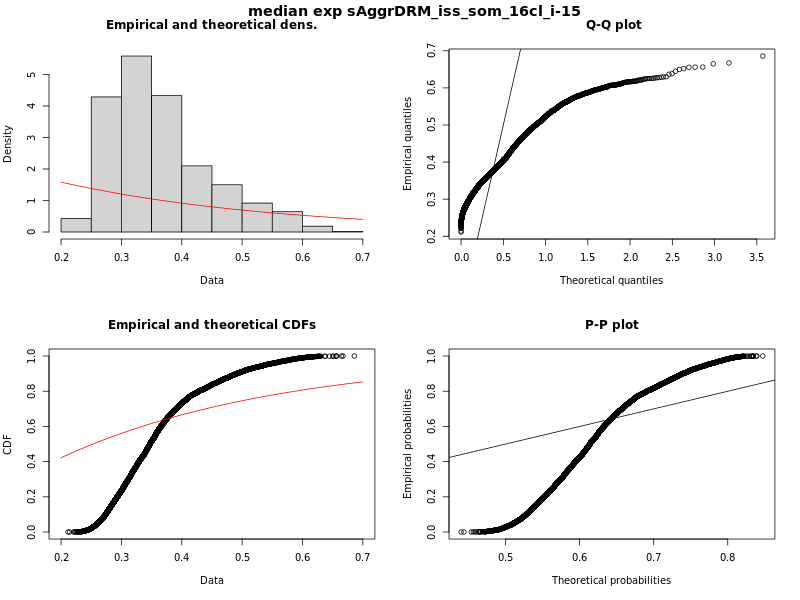 median exp sAggrDRM_iss_som_16cl_i-15
Empirical and theoretical dens.
Density
0 1 2 3 4 5
0.2 0.3 0.4 0.5 0.6 0.7
Data
Q-Q plot
Empirical quantiles
0.2 0.3 0.4 0.5 0.6 0.7
0.0 0.5 1.0 1.5 2.0 2.5 3.0 3.5
Theoretical quantiles
Empirical and theoretical CDFs
CDF
0.0 0.2 0.4 0.6 0.8 1.0
0.2 0.3 0.4 0.5 0.6 0.7
Data
P-P plot
Empirical probabilities
0.0 0.2 0.4 0.6 0.8 1.0
0.5 0.6 0.7 0.8
Theoretical probabilities